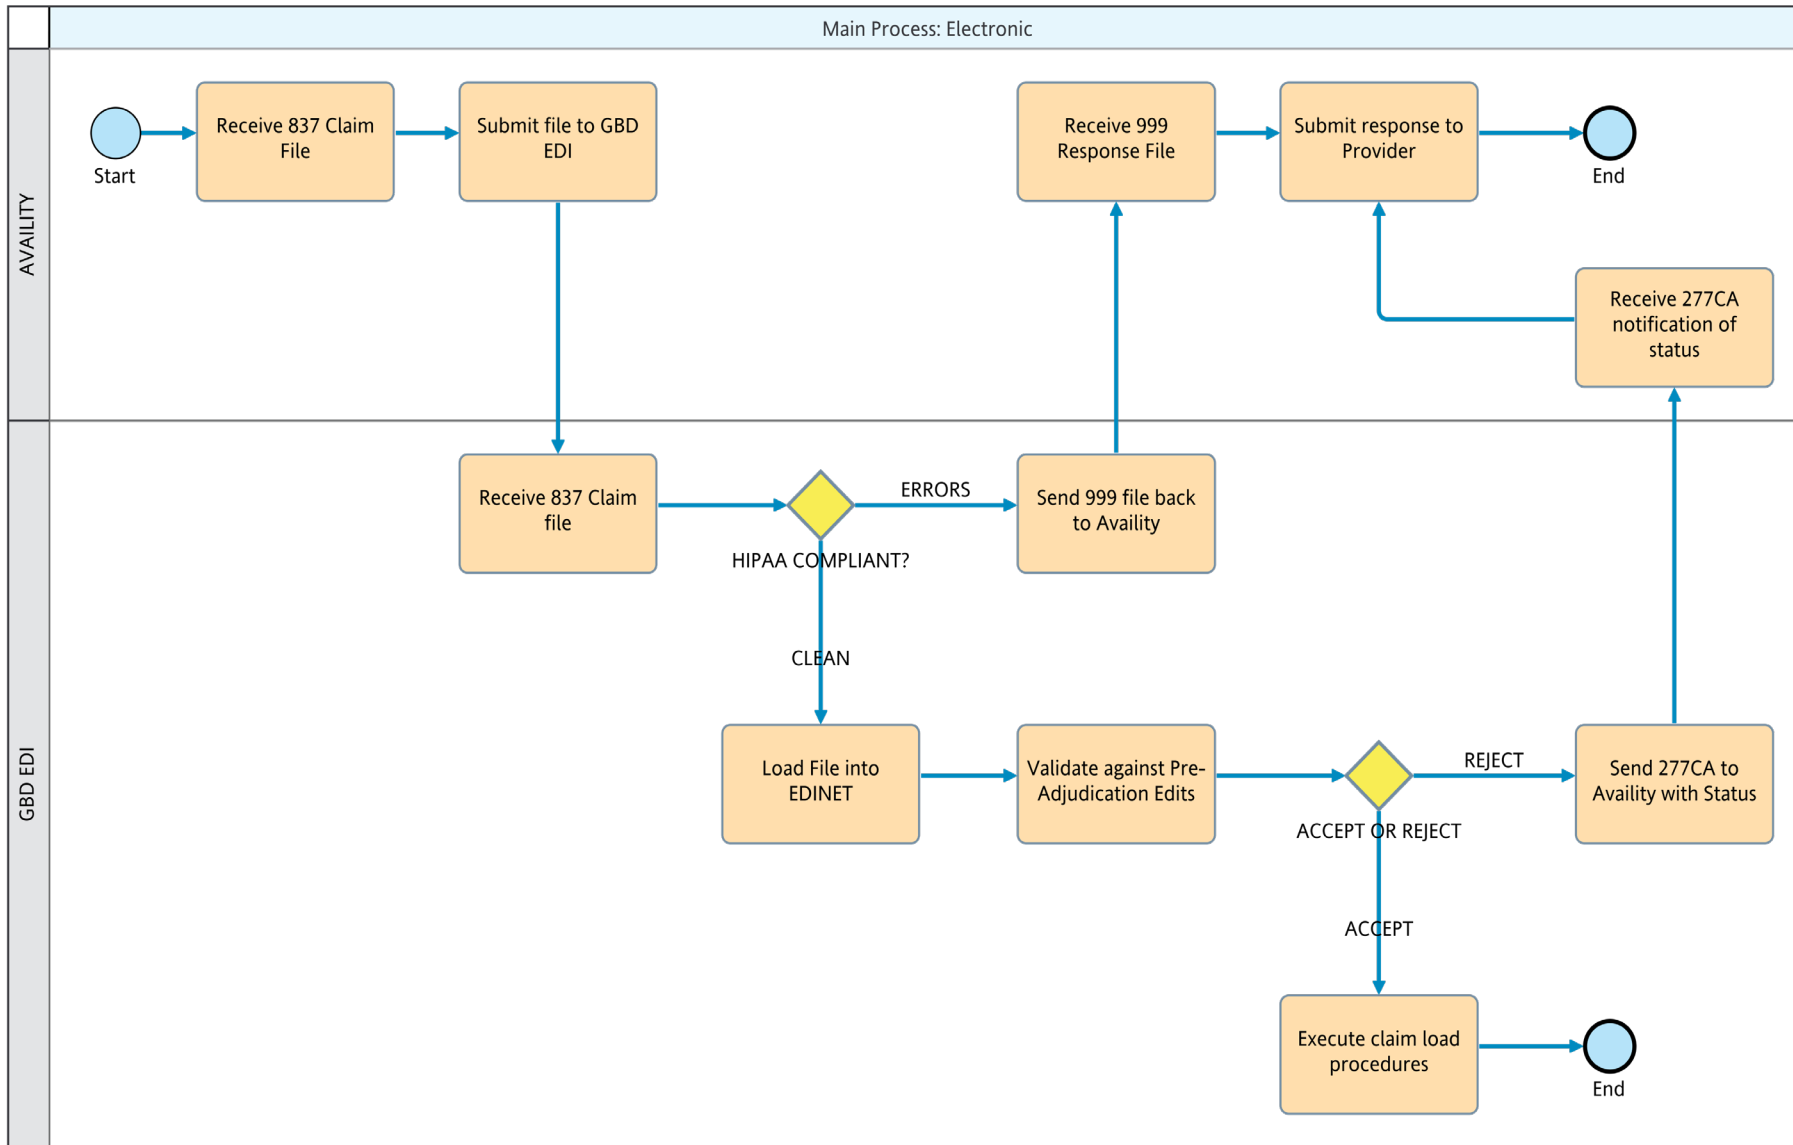 Main Process: Electronic
AVAILITY
Start
Receive 837 Claim
File
Submit file to GBD
EDI
Receive 999
Response File
Submit response to
Provider
End
Receive 277CA
notification of
status
GBD EDI
Receive 837 Claim
file
HIPAA COMPLIANT?
ERRORS
Send 999 file back
to Availity
CLEAN
Load File into
EDINET
Validate against Pre-
Adjudication Edits
ACCEPT OR REJECT
REJECT
Send 277CA to
Availity with Status
ACCEPT
Execute claim load
procedures
End